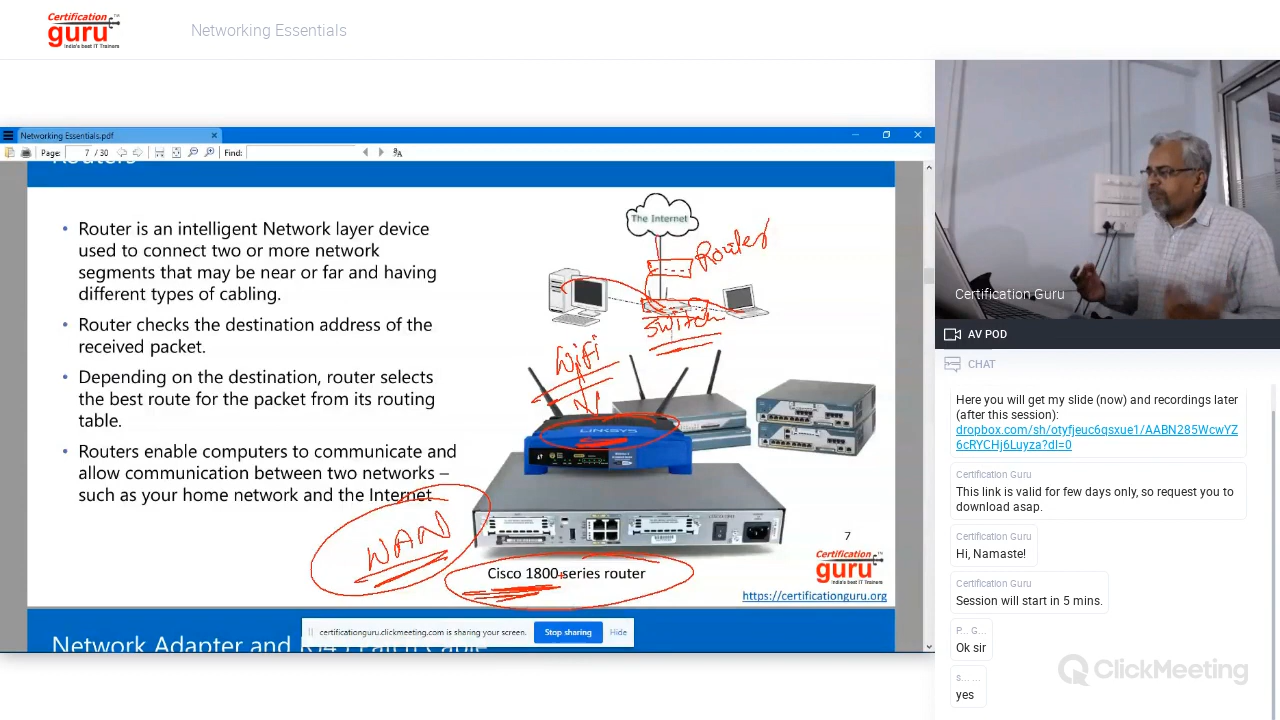 Certification
guru
India's best IT Trainers
Networking Essentials
Networking Essentials.pdf
Page: 7 / 30 Find:
Routers
• Router is an intelligent Network layer device
used to connect two or more network
segments that may be near or far and having
different types of cabling.
• Router checks the destination address of the
received packet.
• Depending on the destination, router selects
the best route for the packet from its routing
table.
• Routers enable computers to communicate and
allow communication between two networks –
such as your home network and the Internet
The Internet
Router
Switch
WiFi
LINKSYS
WAN
Cisco 1800 series router
7
Certification
guru
https://certificationguru.org
certificationguru.clickmeeting.com is sharing your screen. Stop sharing Hide
Network Adapter and RJ45 Patch Cable
Certification Guru
AV POD
CHAT
Here you will get my slide (now) and recordings later
(after this session):
dropbox.com/sh/otyfjeuc6qsxue1/AABN285WcwYZ
6cRYCHj6Luyza?dl=0
Certification Guru
This link is valid for few days only, so request you to
download asap.
Certification Guru
Hi, Namaste!
Certification Guru
Session will start in 5 mins.
P... G...
Ok sir
s... ...
yes
ClickMeeting